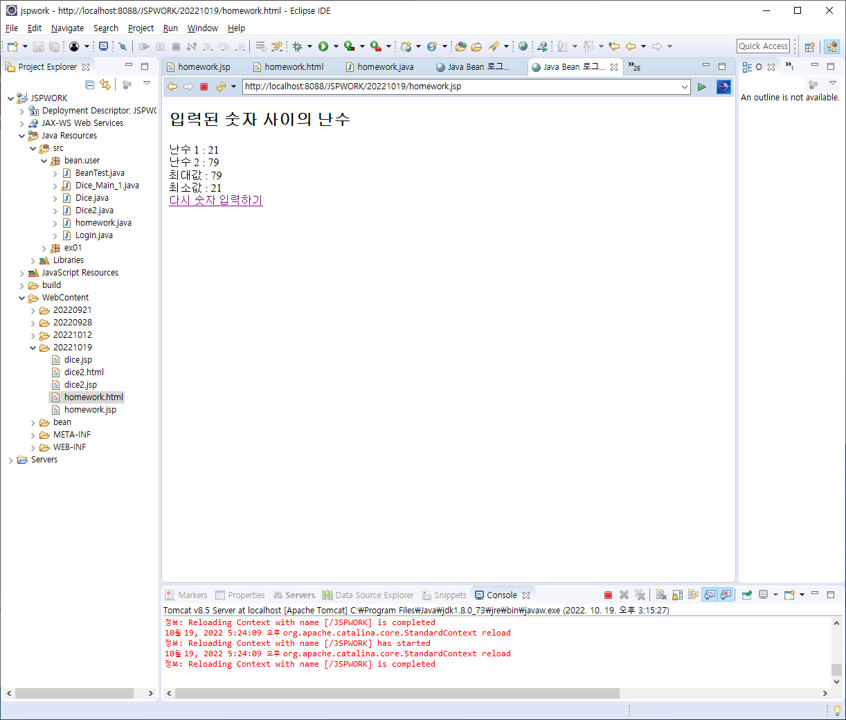 jspwork - http://localhost:8088/JSPWORK/20221019/homework.html - Eclipse IDE
File Edit Navigate Search Project Run Window Help
Quick Access
Project Explorer
JSPWORK
Deployment Descriptor: JSPWO
JAX-WS Web Services
Java Resources
src
bean.user
BeanTest.java
Dice_Main_1.java
Dice.java
Dice2.java
homework.java
Login.java
ex01
Libraries
JavaScript Resources
build
WebContent
20220921
20220928
20221012
20221019
dice.jsp
dice2.html
dice2.jsp
homework.html
homework.jsp
bean
META-INF
WEB-INF
Servers
homework.jsp homework.html homework.java Java Bean 로그... Java Bean 로그... »26
http://localhost:8088/JSPWORK/20221019/homework.jsp
입력된 숫자 사이의 난수
난수 1 : 21
난수 2 : 79
최대값 : 79
최소값 : 21
다시 숫자 입력하기
O »1
An outline is not available.
Markers Properties Servers Data Source Explorer Snippets Console
Tomcat v8.5 Server at localhost [Apache Tomcat] C:₩Program Files₩Java₩jdk1.8.0_73₩jre₩bin₩javaw.exe (2022. 10. 19. 오후 3:15:27)
정보: Reloading Context with name [/JSPWORK] is completed
10월 19, 2022 5:24:09 오후 org.apache.catalina.core.StandardContext reload
정보: Reloading Context with name [/JSPWORK] has started
10월 19, 2022 5:24:09 오후 org.apache.catalina.core.StandardContext reload
정보: Reloading Context with name [/JSPWORK] is completed